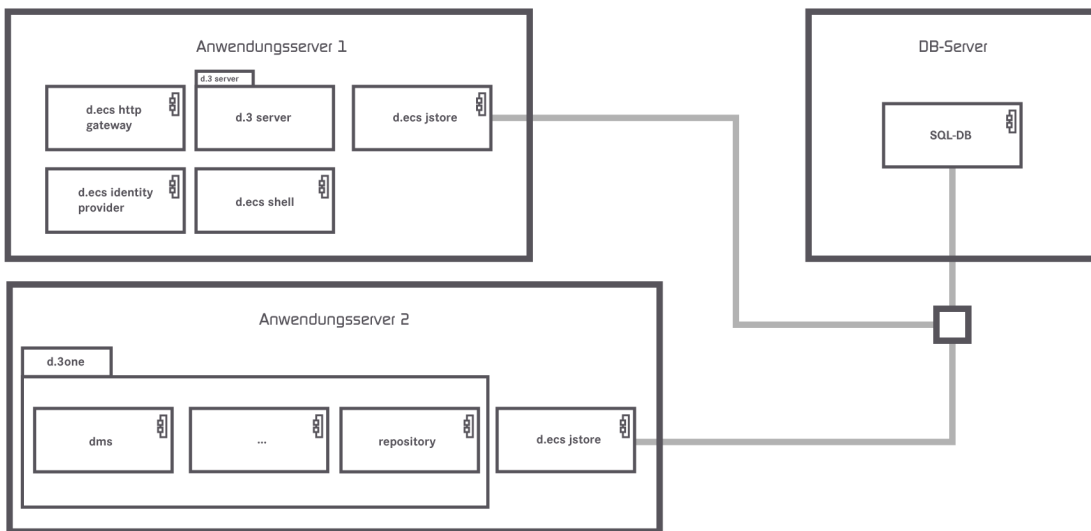 Anwendungsserver 1
d.3 server
d.ecs http
gateway
d.3 server
d.ecs jstore
d.ecs identity
provider
d.ecs shell
DB-Server
SQL-DB
Anwendungsserver 2
d.3one
dms
...
repository
d.ecs jstore